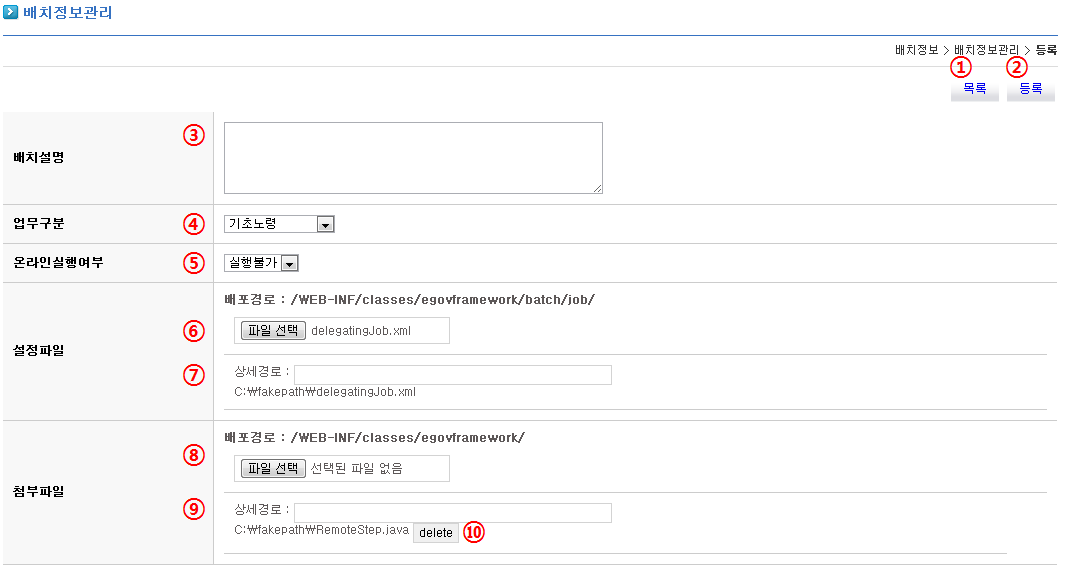 배치정보관리
배치정보 > 배치정보관리 > 등록
① ②
목록 등록
배치설명 ③
업무구분 ④ 기초노령
온라인실행여부 ⑤ 실행불가
배포경로 : /WEB-INF/classes/egovframework/batch/job/
⑥ 파일 선택 delegatingJob.xml
설정파일
⑦ 상세경로 :
C:₩fakepath₩delegatingJob.xml
배포경로 : /WEB-INF/classes/egovframework/
⑧ 파일 선택 선택된 파일 없음
첨부파일
⑨ 상세경로 :
C:₩fakepath₩RemoteStep.java delete ⑩